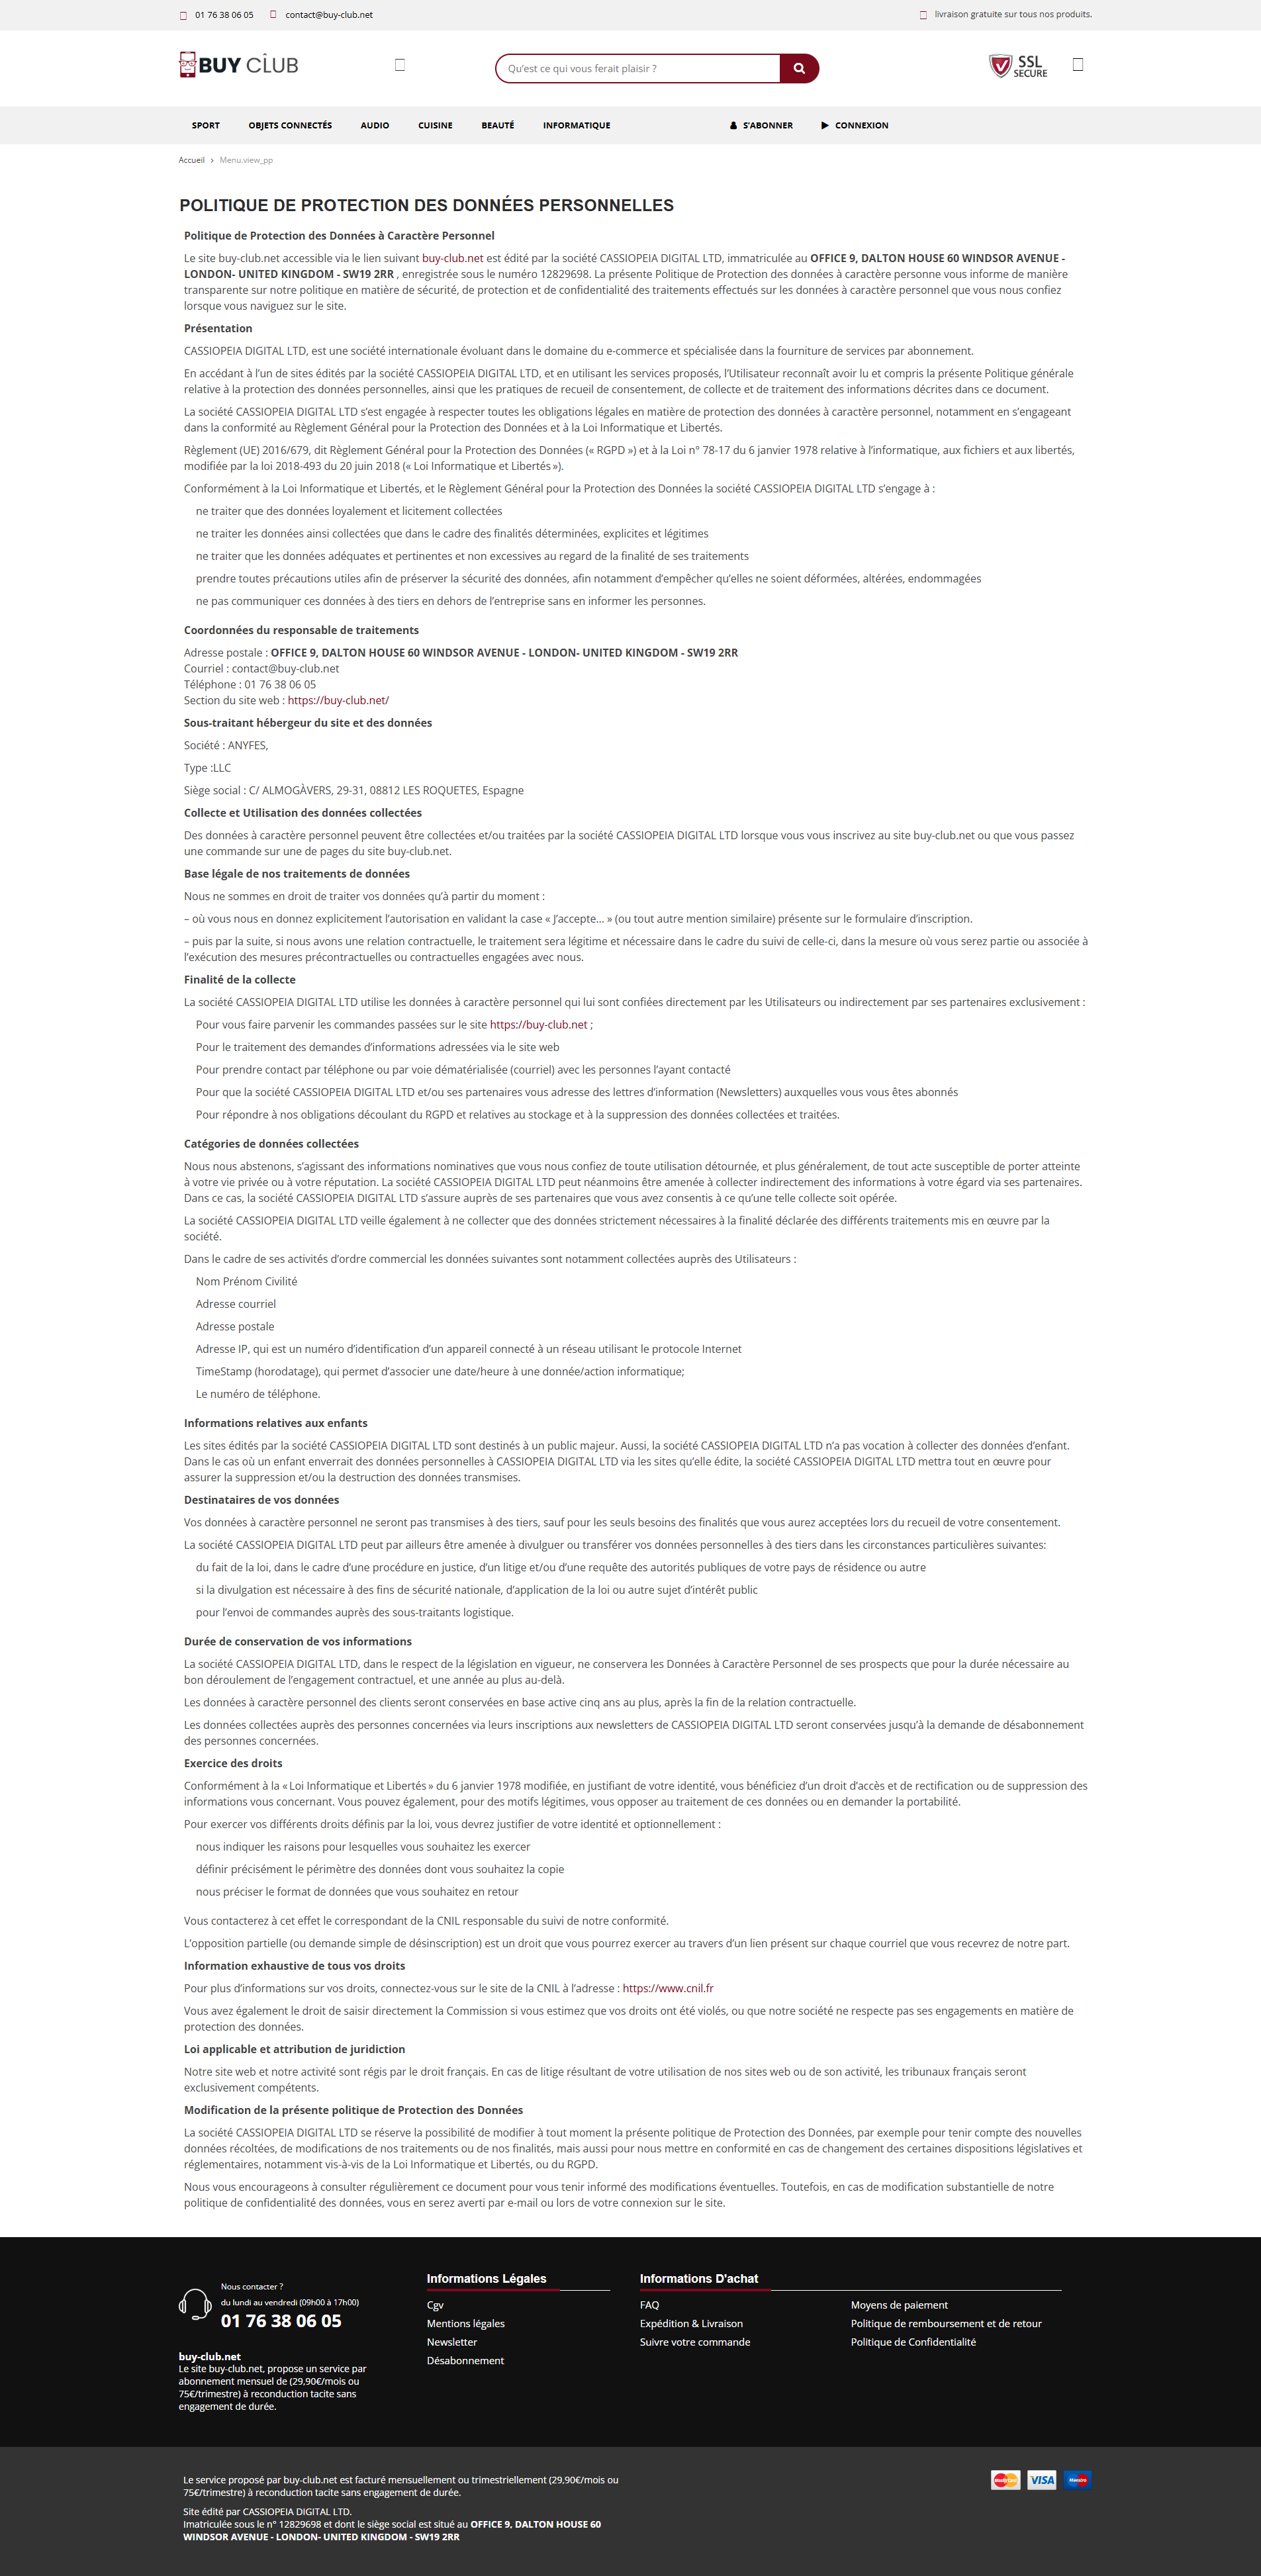 01 76 38 06 05 contact@buy-club.net livraison gratuite sur tous nos produits.
BUY CLUB
Qu'est ce qui vous ferait plaisir ?
SSL
SECURE
SPORT OBJETS CONNECTÉS AUDIO CUISINE BEAUTÉ INFORMATIQUE S'ABONNER CONNEXION
Accueil › Menu.view_pp
POLITIQUE DE PROTECTION DES DONNÉES PERSONNELLES
Politique de Protection des Données à Caractère Personnel
Le site buy-club.net accessible via le lien suivant buy-club.net est édité par la société CASSIOPEIA DIGITAL LTD, immatriculée au OFFICE 9, DALTON HOUSE 60 WINDSOR AVENUE -
LONDON- UNITED KINGDOM - SW19 2RR , enregistrée sous le numéro 12829698. La présente Politique de Protection des données à caractère personne vous informe de manière
transparente sur notre politique en matière de sécurité, de protection et de confidentialité des traitements effectués sur les données à caractère personnel que vous nous confiez
lorsque vous naviguez sur le site.
Présentation
CASSIOPEIA DIGITAL LTD, est une société internationale évoluant dans le domaine du e-commerce et spécialisée dans la fourniture de services par abonnement.
En accédant à l'un de sites édités par la société CASSIOPEIA DIGITAL LTD, et en utilisant les services proposés, l'Utilisateur reconnaît avoir lu et compris la présente Politique générale
relative à la protection des données personnelles, ainsi que les pratiques de recueil de consentement, de collecte et de traitement des informations décrites dans ce document.
La société CASSIOPEIA DIGITAL LTD s'est engagée à respecter toutes les obligations légales en matière de protection des données à caractère personnel, notamment en s'engageant
dans la conformité au Règlement Général pour la Protection des Données et à la Loi Informatique et Libertés.
Règlement (UE) 2016/679, dit Règlement Général pour la Protection des Données (« RGPD ») et à la Loi n° 78-17 du 6 janvier 1978 relative à l'informatique, aux fichiers et aux libertés,
modifiée par la loi 2018-493 du 20 juin 2018 (« Loi Informatique et Libertés »).
Conformément à la Loi Informatique et Libertés, et le Règlement Général pour la Protection des Données la société CASSIOPEIA DIGITAL LTD s'engage à :
ne traiter que des données loyalement et licitement collectées
ne traiter les données ainsi collectées que dans le cadre des finalités déterminées, explicites et légitimes
ne traiter que les données adéquates et pertinentes et non excessives au regard de la finalité de ses traitements
prendre toutes précautions utiles afin de préserver la sécurité des données, afin notamment d'empêcher qu'elles ne soient déformées, altérées, endommagées
ne pas communiquer ces données à des tiers en dehors de l'entreprise sans en informer les personnes.
Coordonnées du responsable de traitements
Adresse postale : OFFICE 9, DALTON HOUSE 60 WINDSOR AVENUE - LONDON- UNITED KINGDOM - SW19 2RR
Courriel : contact@buy-club.net
Téléphone : 01 76 38 06 05
Section du site web : https://buy-club.net/
Sous-traitant hébergeur du site et des données
Société : ANYFES,
Type :LLC
Siège social : C/ ALMOGÀVERS, 29-31, 08812 LES ROQUETES, Espagne
Collecte et Utilisation des données collectées
Des données à caractère personnel peuvent être collectées et/ou traitées par la société CASSIOPEIA DIGITAL LTD lorsque vous vous inscrivez au site buy-club.net ou que vous passez
une commande sur une de pages du site buy-club.net.
Base légale de nos traitements de données
Nous ne sommes en droit de traiter vos données qu'à partir du moment :
– où vous nous en donnez explicitement l'autorisation en validant la case « J'accepte… » (ou tout autre mention similaire) présente sur le formulaire d'inscription.
– puis par la suite, si nous avons une relation contractuelle, le traitement sera légitime et nécessaire dans le cadre du suivi de celle-ci, dans la mesure où vous serez partie ou associée à
l'exécution des mesures précontractuelles ou contractuelles engagées avec nous.
Finalité de la collecte
La société CASSIOPEIA DIGITAL LTD utilise les données à caractère personnel qui lui sont confiées directement par les Utilisateurs ou indirectement par ses partenaires exclusivement :
Pour vous faire parvenir les commandes passées sur le site https://buy-club.net ;
Pour le traitement des demandes d'informations adressées via le site web
Pour prendre contact par téléphone ou par voie dématérialisée (courriel) avec les personnes l'ayant contacté
Pour que la société CASSIOPEIA DIGITAL LTD et/ou ses partenaires vous adresse des lettres d'information (Newsletters) auxquelles vous vous êtes abonnés
Pour répondre à nos obligations découlant du RGPD et relatives au stockage et à la suppression des données collectées et traitées.
Catégories de données collectées
Nous nous abstenons, s'agissant des informations nominatives que vous nous confiez de toute utilisation détournée, et plus généralement, de tout acte susceptible de porter atteinte
à votre vie privée ou à votre réputation. La société CASSIOPEIA DIGITAL LTD peut néanmoins être amenée à collecter indirectement des informations à votre égard via ses partenaires.
Dans ce cas, la société CASSIOPEIA DIGITAL LTD s'assure auprès de ses partenaires que vous avez consentis à ce qu'une telle collecte soit opérée.
La société CASSIOPEIA DIGITAL LTD veille également à ne collecter que des données strictement nécessaires à la finalité déclarée des différents traitements mis en œuvre par la
société.
Dans le cadre de ses activités d'ordre commercial les données suivantes sont notamment collectées auprès des Utilisateurs :
Nom Prénom Civilité
Adresse courriel
Adresse postale
Adresse IP, qui est un numéro d'identification d'un appareil connecté à un réseau utilisant le protocole Internet
TimeStamp (horodatage), qui permet d'associer une date/heure à une donnée/action informatique;
Le numéro de téléphone.
Informations relatives aux enfants
Les sites édités par la société CASSIOPEIA DIGITAL LTD sont destinés à un public majeur. Aussi, la société CASSIOPEIA DIGITAL LTD n'a pas vocation à collecter des données d'enfant.
Dans le cas où un enfant enverrait des données personnelles à CASSIOPEIA DIGITAL LTD via les sites qu'elle édite, la société CASSIOPEIA DIGITAL LTD mettra tout en œuvre pour
assurer la suppression et/ou la destruction des données transmises.
Destinataires de vos données
Vos données à caractère personnel ne seront pas transmises à des tiers, sauf pour les seuls besoins des finalités que vous aurez acceptées lors du recueil de votre consentement.
La société CASSIOPEIA DIGITAL LTD peut par ailleurs être amenée à divulguer ou transférer vos données personnelles à des tiers dans les circonstances particulières suivantes:
du fait de la loi, dans le cadre d'une procédure en justice, d'un litige et/ou d'une requête des autorités publiques de votre pays de résidence ou autre
si la divulgation est nécessaire à des fins de sécurité nationale, d'application de la loi ou autre sujet d'intérêt public
pour l'envoi de commandes auprès des sous-traitants logistique.
Durée de conservation de vos informations
La société CASSIOPEIA DIGITAL LTD, dans le respect de la législation en vigueur, ne conservera les Données à Caractère Personnel de ses prospects que pour la durée nécessaire au
bon déroulement de l'engagement contractuel, et une année au plus au-delà.
Les données à caractère personnel des clients seront conservées en base active cinq ans au plus, après la fin de la relation contractuelle.
Les données collectées auprès des personnes concernées via leurs inscriptions aux newsletters de CASSIOPEIA DIGITAL LTD seront conservées jusqu'à la demande de désabonnement
des personnes concernées.
Exercice des droits
Conformément à la « Loi Informatique et Libertés » du 6 janvier 1978 modifiée, en justifiant de votre identité, vous bénéficiez d'un droit d'accès et de rectification ou de suppression des
informations vous concernant. Vous pouvez également, pour des motifs légitimes, vous opposer au traitement de ces données ou en demander la portabilité.
Pour exercer vos différents droits définis par la loi, vous devrez justifier de votre identité et optionnellement :
nous indiquer les raisons pour lesquelles vous souhaitez les exercer
définir précisément le périmètre des données dont vous souhaitez la copie
nous préciser le format de données que vous souhaitez en retour
Vous contacterez à cet effet le correspondant de la CNIL responsable du suivi de notre conformité.
L'opposition partielle (ou demande simple de désinscription) est un droit que vous pourrez exercer au travers d'un lien présent sur chaque courriel que vous recevrez de notre part.
Information exhaustive de tous vos droits
Pour plus d'informations sur vos droits, connectez-vous sur le site de la CNIL à l'adresse : https://www.cnil.fr
Vous avez également le droit de saisir directement la Commission si vous estimez que vos droits ont été violés, ou que notre société ne respecte pas ses engagements en matière de
protection des données.
Loi applicable et attribution de juridiction
Notre site web et notre activité sont régis par le droit français. En cas de litige résultant de votre utilisation de nos sites web ou de son activité, les tribunaux français seront
exclusivement compétents.
Modification de la présente politique de Protection des Données
La société CASSIOPEIA DIGITAL LTD se réserve la possibilité de modifier à tout moment la présente politique de Protection des Données, par exemple pour tenir compte des nouvelles
données récoltées, de modifications de nos traitements ou de nos finalités, mais aussi pour nous mettre en conformité en cas de changement des certaines dispositions législatives et
réglementaires, notamment vis-à-vis de la Loi Informatique et Libertés, ou du RGPD.
Nous vous encourageons à consulter régulièrement ce document pour vous tenir informé des modifications éventuelles. Toutefois, en cas de modification substantielle de notre
politique de confidentialité des données, vous en serez averti par e-mail ou lors de votre connexion sur le site.
Nous contacter ?
du lundi au vendredi (09h00 à 17h00)
01 76 38 06 05
buy-club.net
Le site buy-club.net, propose un service par
abonnement mensuel de (29,90€/mois ou
75€/trimestre) à reconduction tacite sans
engagement de durée.
Informations Légales
Cgv
Mentions légales
Newsletter
Désabonnement
Informations D'achat
FAQ
Expédition & Livraison
Suivre votre commande
Moyens de paiement
Politique de remboursement et de retour
Politique de Confidentialité
Le service proposé par buy-club.net est facturé mensuellement ou trimestriellement (29,90€/mois ou
75€/trimestre) à reconduction tacite sans engagement de durée.
Site édité par CASSIOPEIA DIGITAL LTD.
Imatriculée sous le n° 12829698 et dont le siège social est situé au OFFICE 9, DALTON HOUSE 60
WINDSOR AVENUE - LONDON- UNITED KINGDOM - SW19 2RR
MasterCard VISA Maestro